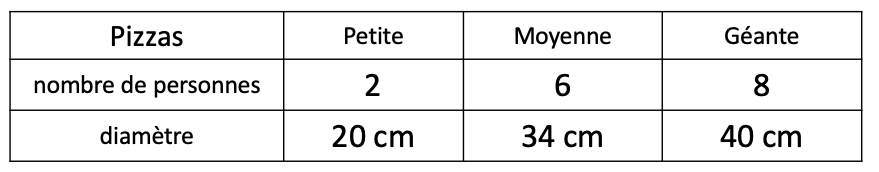 Pizzas Petite Moyenne Géante
nombre de personnes 2 6 8
diamètre 20 cm 34 cm 40 cm